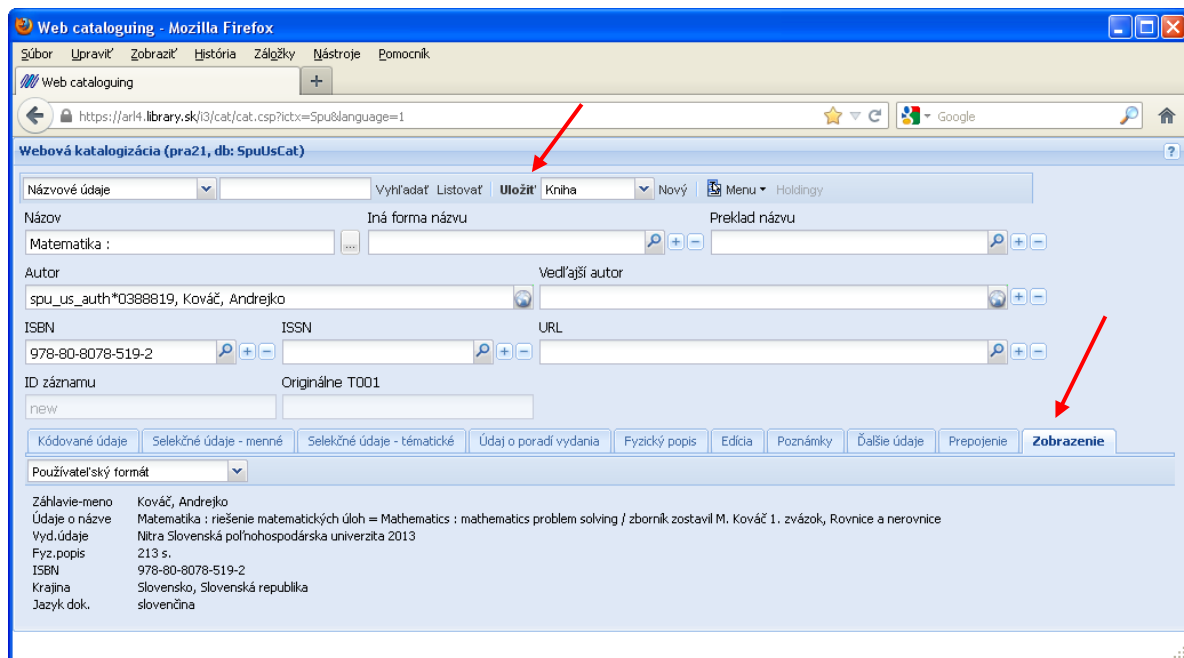 Web cataloguing - Mozilla Firefox
Súbor Upraviť Zobraziť História Záložky Nástroje Pomocník
Web cataloguing
https://arl4.library.sk/i3/cat/cat.csp?ictx=Spu&language=1 Google
Webová katalogizácia (pra21, db: SpuUsCat)
Názvové údaje Vyhľadať Listovať Uložiť Kniha Nový Menu Holdingy
Názov Iná forma názvu Preklad názvu
Matematika : ...
Autor Vedľajší autor
spu_us_auth*0388819, Kováč, Andrejko
ISBN ISSN URL
978-80-8078-519-2
ID záznamu Originálne T001
new
Kódované údaje Selekčné údaje - menné Selekčné údaje - tématické Údaj o poradí vydania Fyzický popis Edícia Poznámky Ďalšie údaje Prepojenie Zobrazenie
Používateľský formát
Záhlavie-meno Kováč, Andrejko
Údaje o názve Matematika : riešenie matematických úloh = Mathematics : mathematics problem solving / zborník zostavil M. Kováč 1. zväzok, Rovnice a nerovnice
Vyd.údaje Nitra Slovenská poľnohospodárska univerzita 2013
Fyz.popis 213 s.
ISBN 978-80-8078-519-2
Krajina Slovensko, Slovenská republika
Jazyk dok. slovenčina